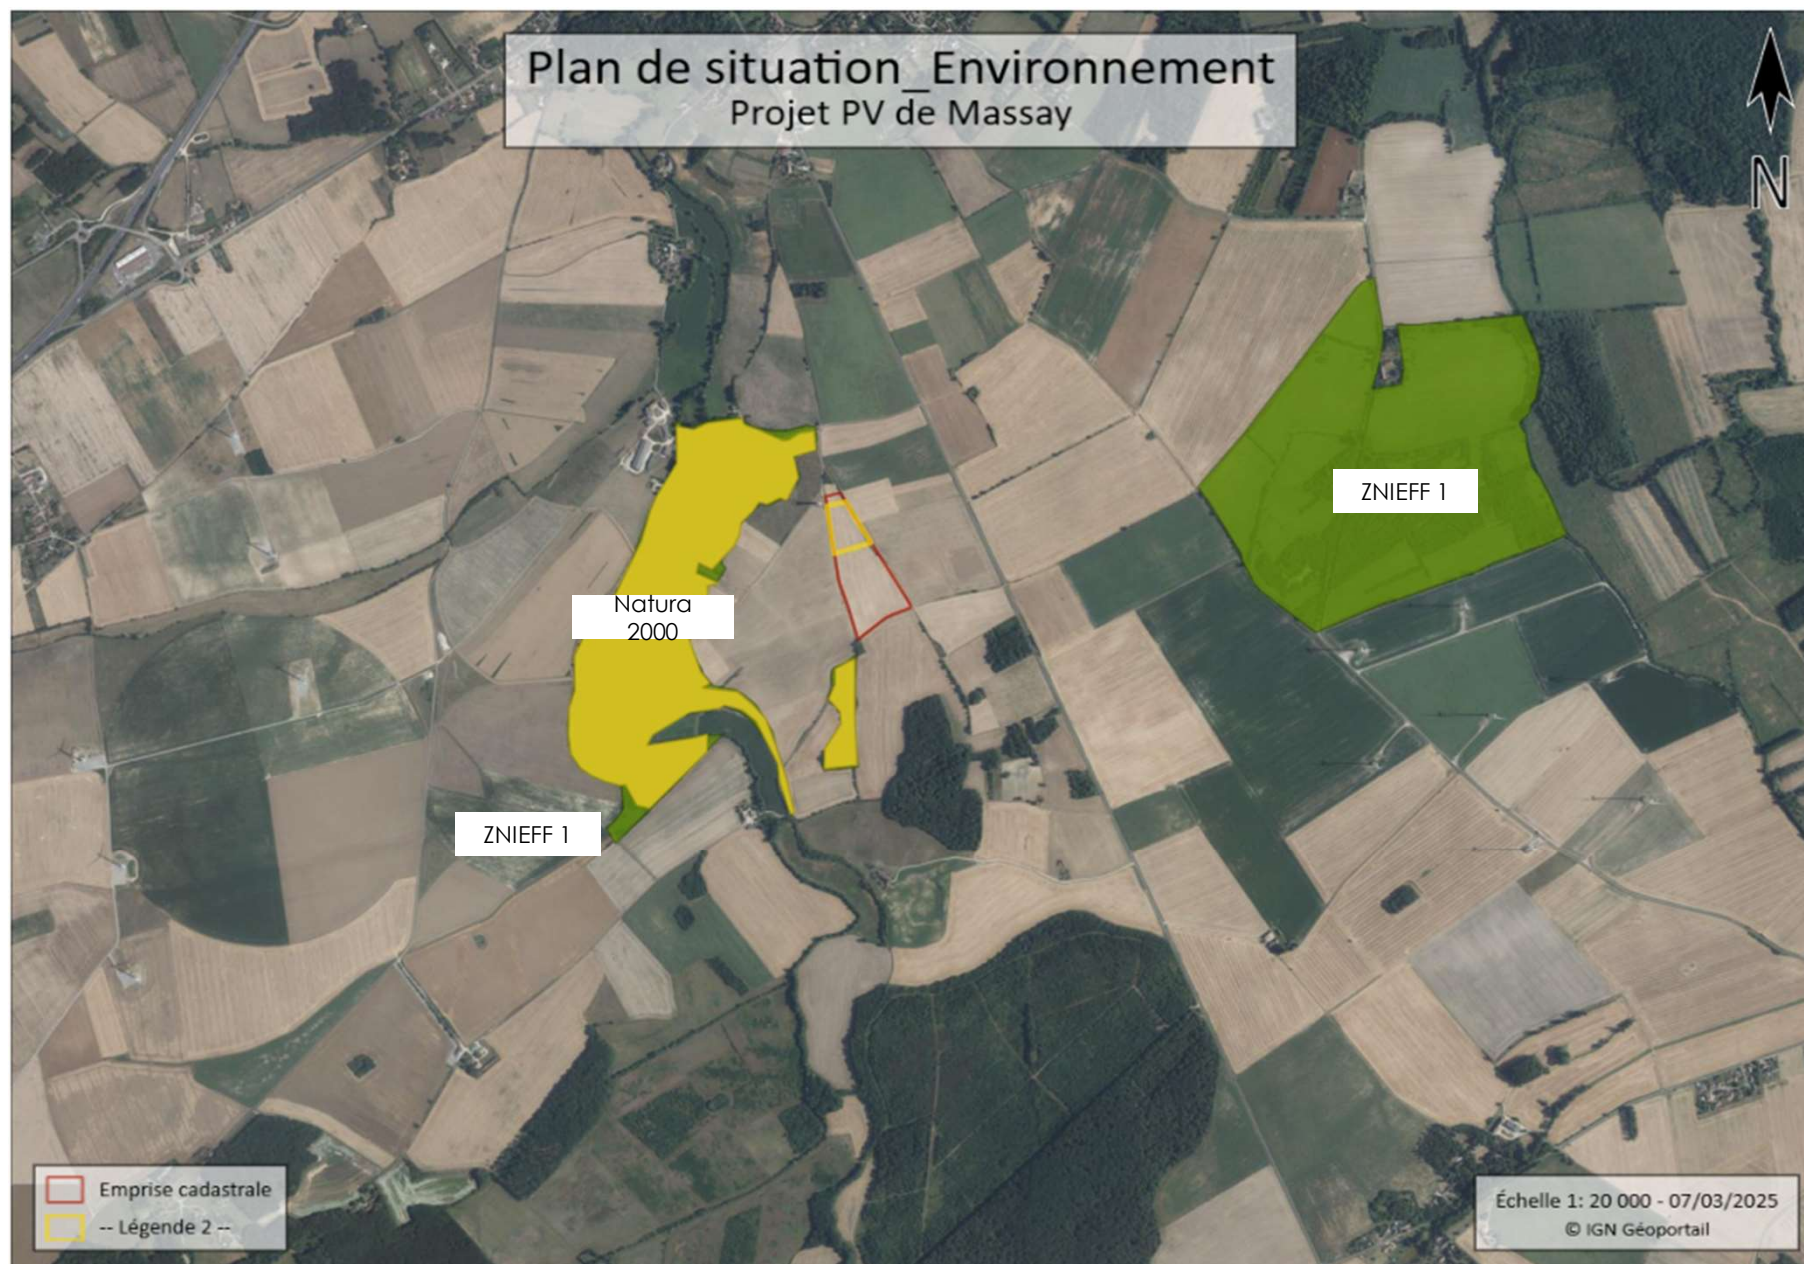 Plan de situation_Environnement
Projet PV de Massay
N
ZNIEFF 1
Natura
2000
ZNIEFF 1
Emprise cadastrale
-- Légende 2 --
Échelle 1: 20 000 - 07/03/2025
© IGN Géoportail